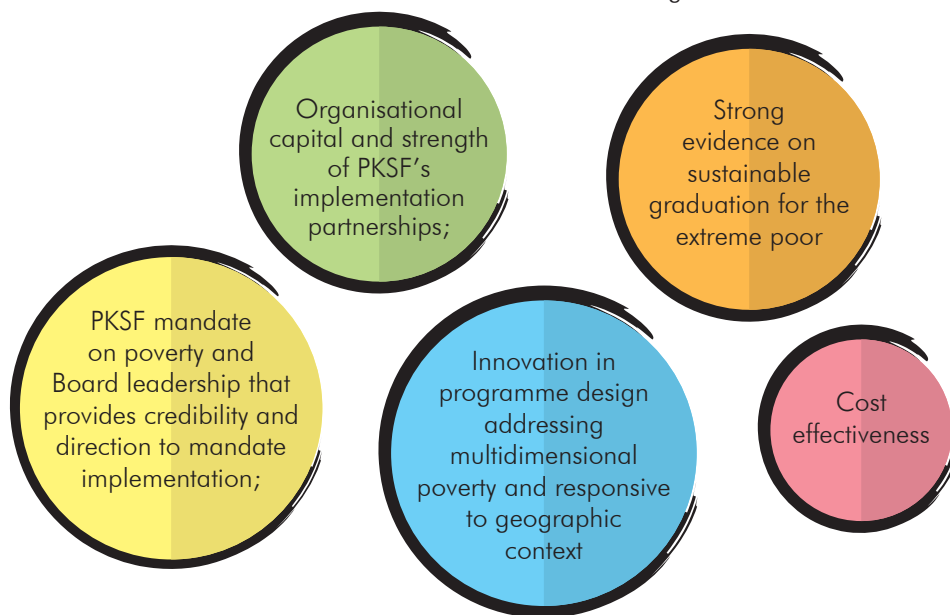 Organisational
capital and strength
of PKSF's
implementation
partnerships;
Strong
evidence on
sustainable
graduation for the
extreme poor
PKSF mandate
on poverty and
Board leadership that
provides credibility and
direction to mandate
implementation;
Innovation in
programme design
addressing
multidimensional
poverty and responsive
to geographic
context
Cost
effectiveness